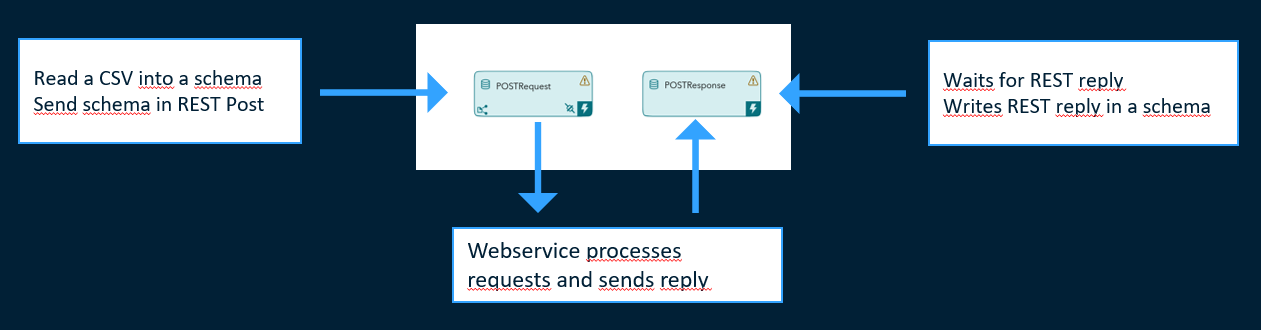 Read a CSV into a schema
Send schema in REST Post
POSTRequest
POSTResponse
Waits for REST reply
Writes REST reply in a schema
Webservice processes
requests and sends reply